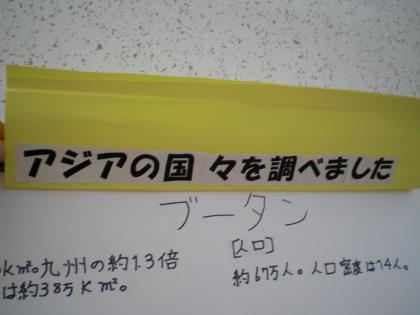 アジアの国々を調べました
ブータン
km²。九州の約1.3倍
は約38万Km²。
[人口]
約67万人。人口密度は14人。